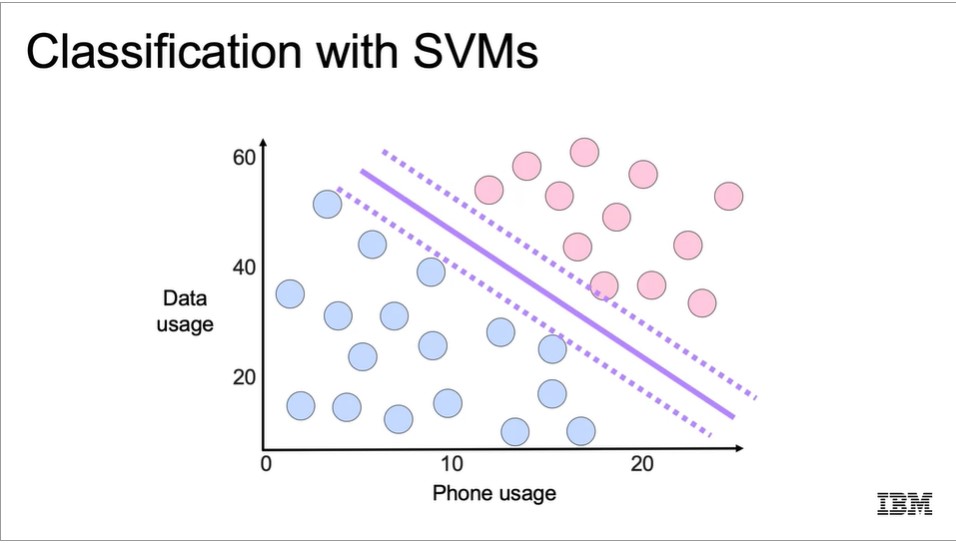 Classification with SVMs
60
40
Data
usage
20
0 10 20
Phone usage
IBM